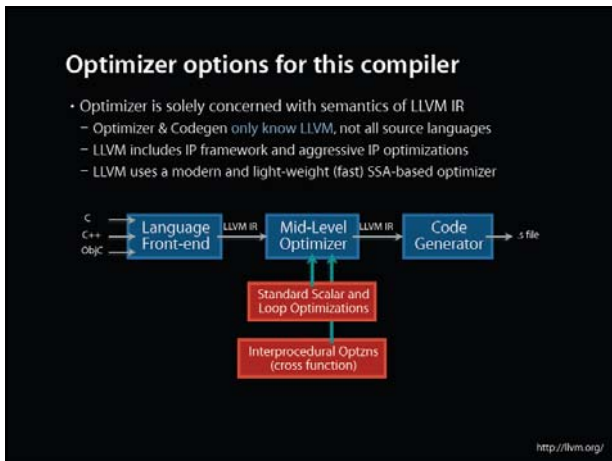 Optimizer options for this compiler
• Optimizer is solely concerned with semantics of LLVM IR
– Optimizer & Codegen only know LLVM, not all source languages
– LLVM includes IP framework and aggressive IP optimizations
– LLVM uses a modern and light-weight (fast) SSA-based optimizer
C
C++
ObjC
Language
Front-end
LLVM IR
Mid-Level
Optimizer
LLVM IR
Code
Generator
.s file
Standard Scalar and
Loop Optimizations
Interprocedural Optzns
(cross function)
http://llvm.org/